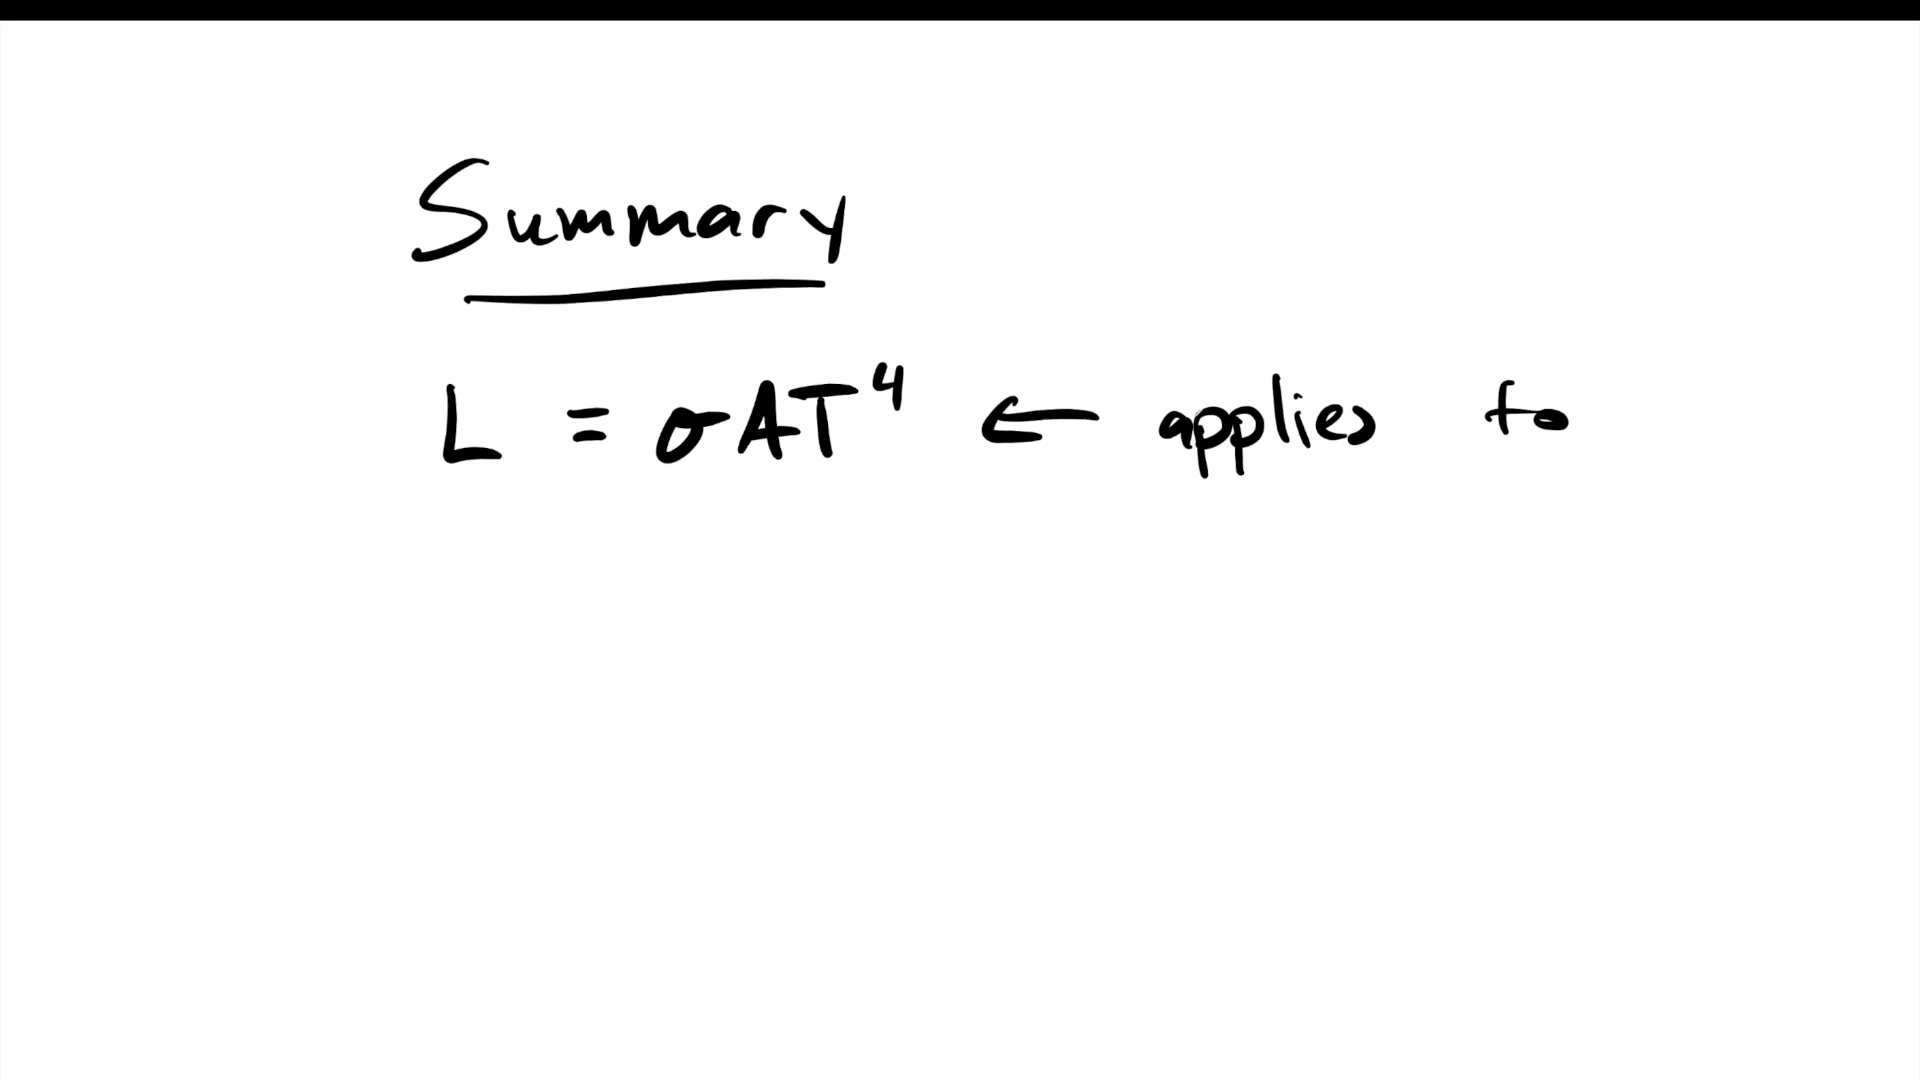 Summary
L = σAT⁴ ← applies to